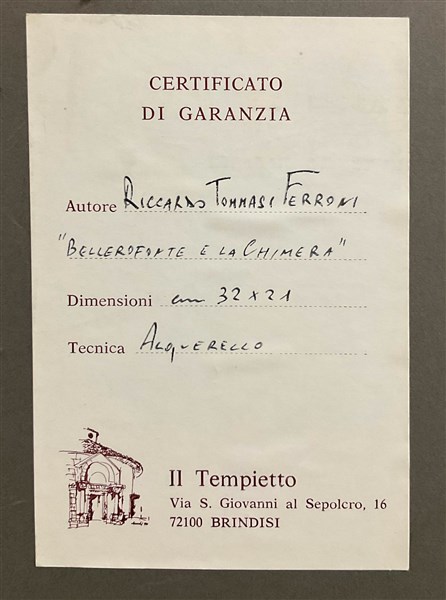 CERTIFICATO
DI GARANZIA
Autore RICCARDO TOMMASI FERRONI
"BELLEROFONTE E LA CHIMERA"
Dimensioni cm 32 x 21
Tecnica ACQUERELLO
Il Tempietto
Via S. Giovanni al Sepolcro, 16
72100 BRINDISI